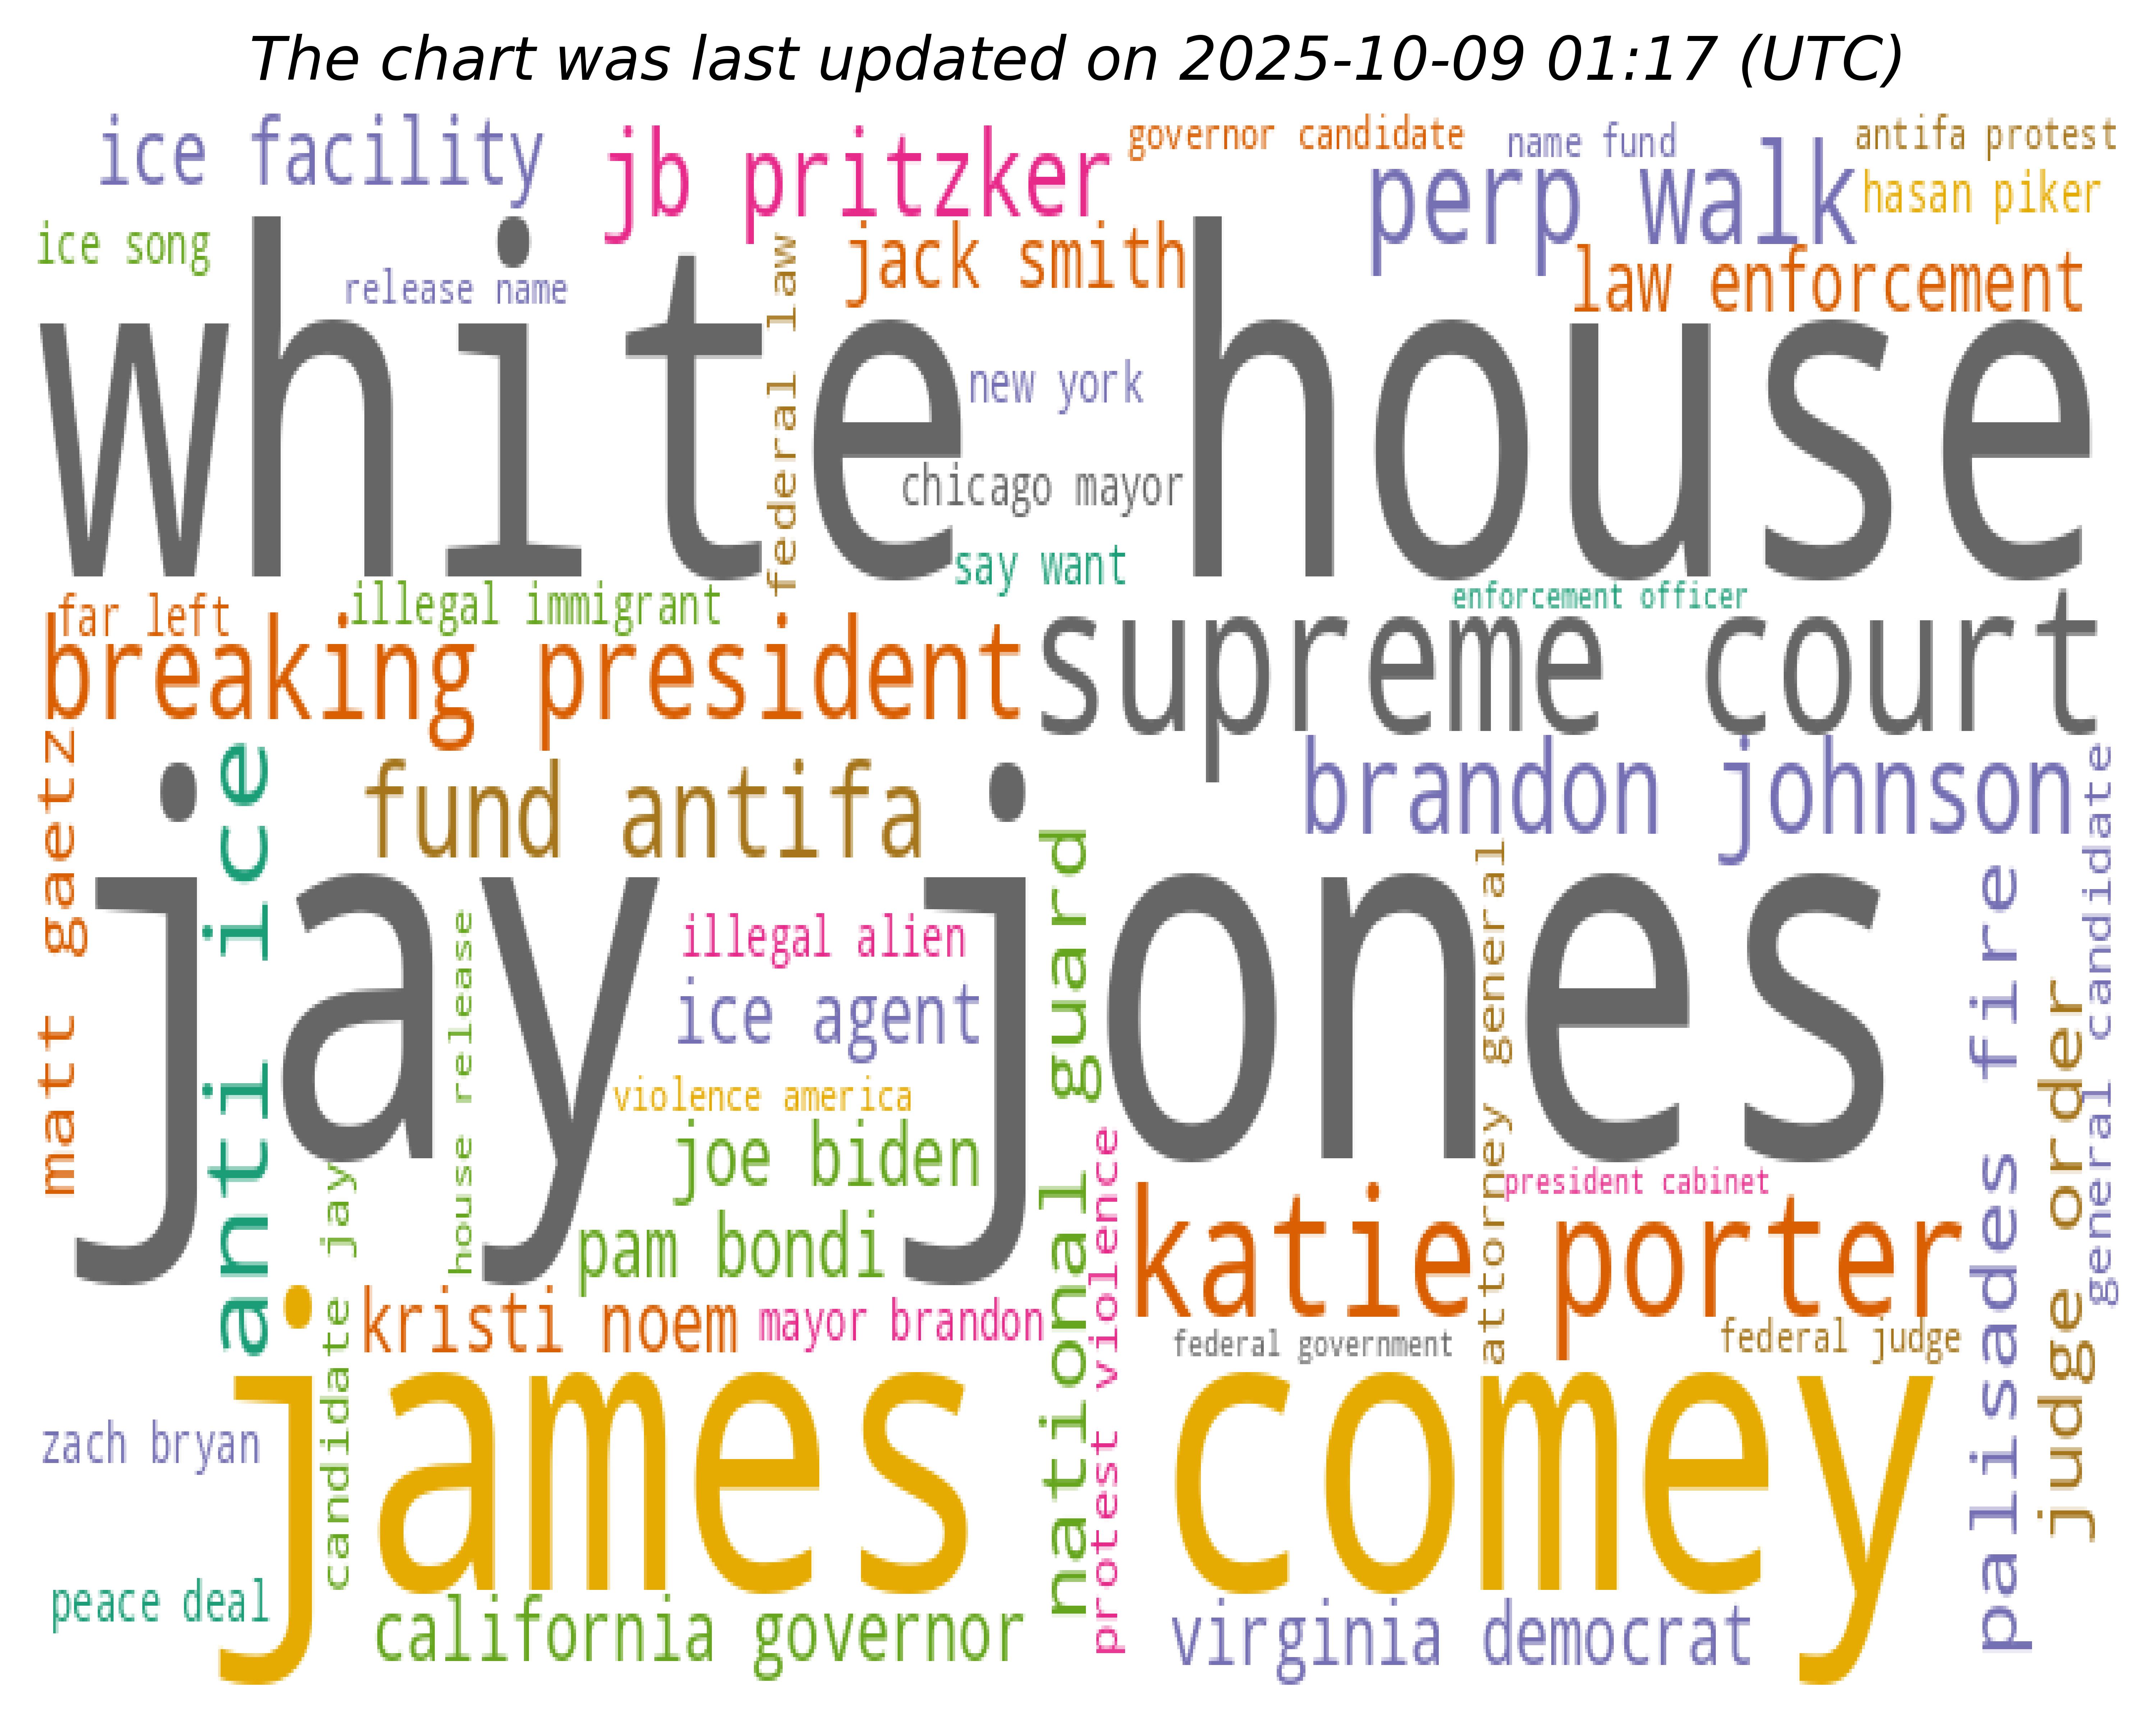 The chart was last updated on 2025-10-09 01:17 (UTC)
ice facility
jb pritzker
governor candidate
name fund
antifa protest
perp walk
hasan piker
ice song
release name
jack smith
law enforcement
white house
federal law
new york
chicago mayor
say want
far left
illegal immigrant
enforcement officer
breaking president
supreme court
matt gaetz
anti ice
fund antifa
brandon johnson
jay jones
house release
illegal alien
ice agent
violence america
joe biden
pam bondi
national guard
protest violence
attorney general
president cabinet
katie porter
palisades fire
judge order
general candidate
candidate jay
kristi noem
mayor brandon
federal government
federal judge
james comey
zach bryan
peace deal
california governor
virginia democrat